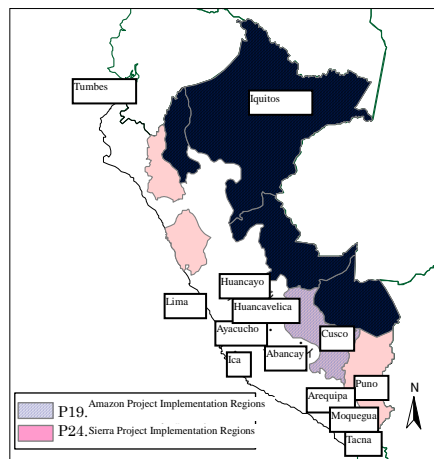 Tumbes
Iquitos
Huancayo
Lima
Huancavelica
Ayacucho
Cusco
Ica
Abancay
Puno
Arequipa
Moquegua
Tacna
N
P19. Amazon Project Implementation Regions
P24. Sierra Project Implementation Regions